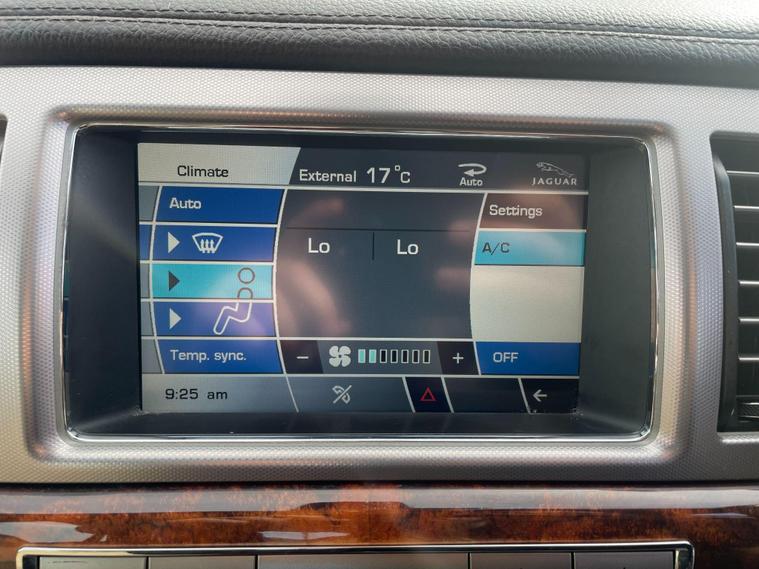 Climate
External 17°C
Auto
JAGUAR
Auto
Settings
Lo
Lo
A/C
Temp. sync.
OFF
9:25 am